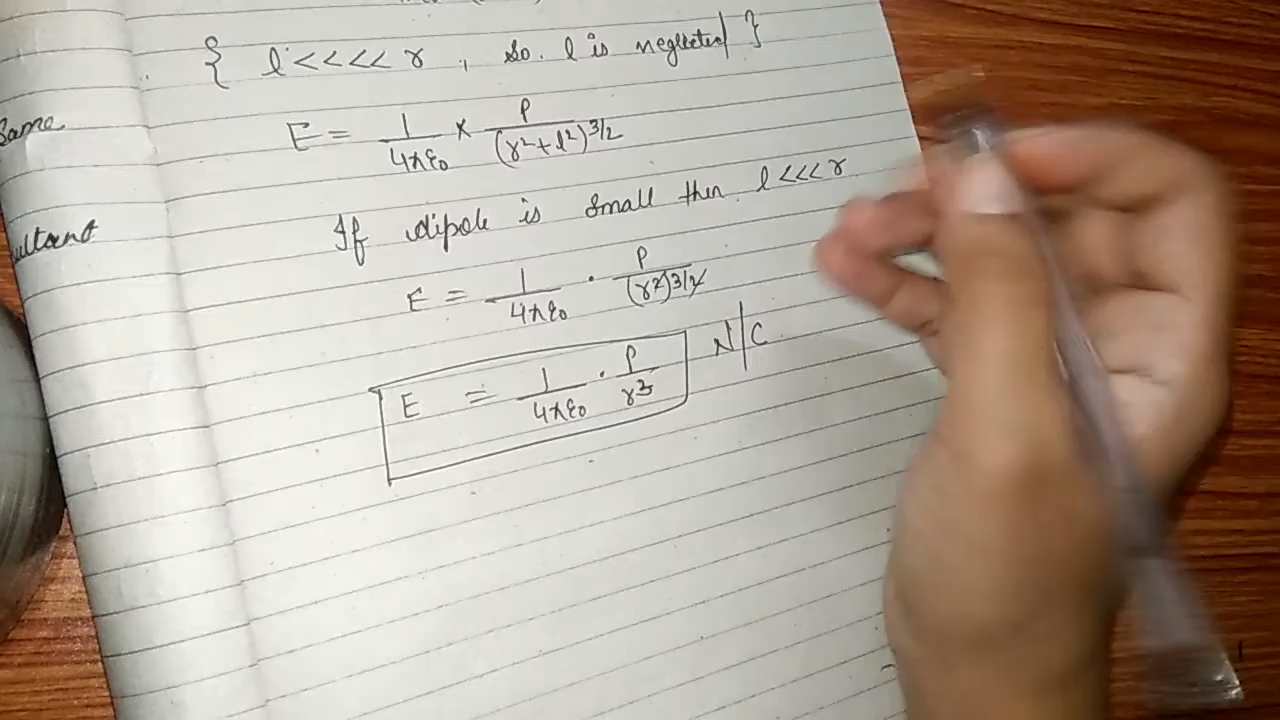 { l <<<< r , so. l is neglected }
Same
E = 1/4πε0 × P/(r²+l²)3/2
If dipole is small then l <<< r
E = 1/4πε0 · P/(r²)3/2
E = 1/4πε0 · P/r3 N/C